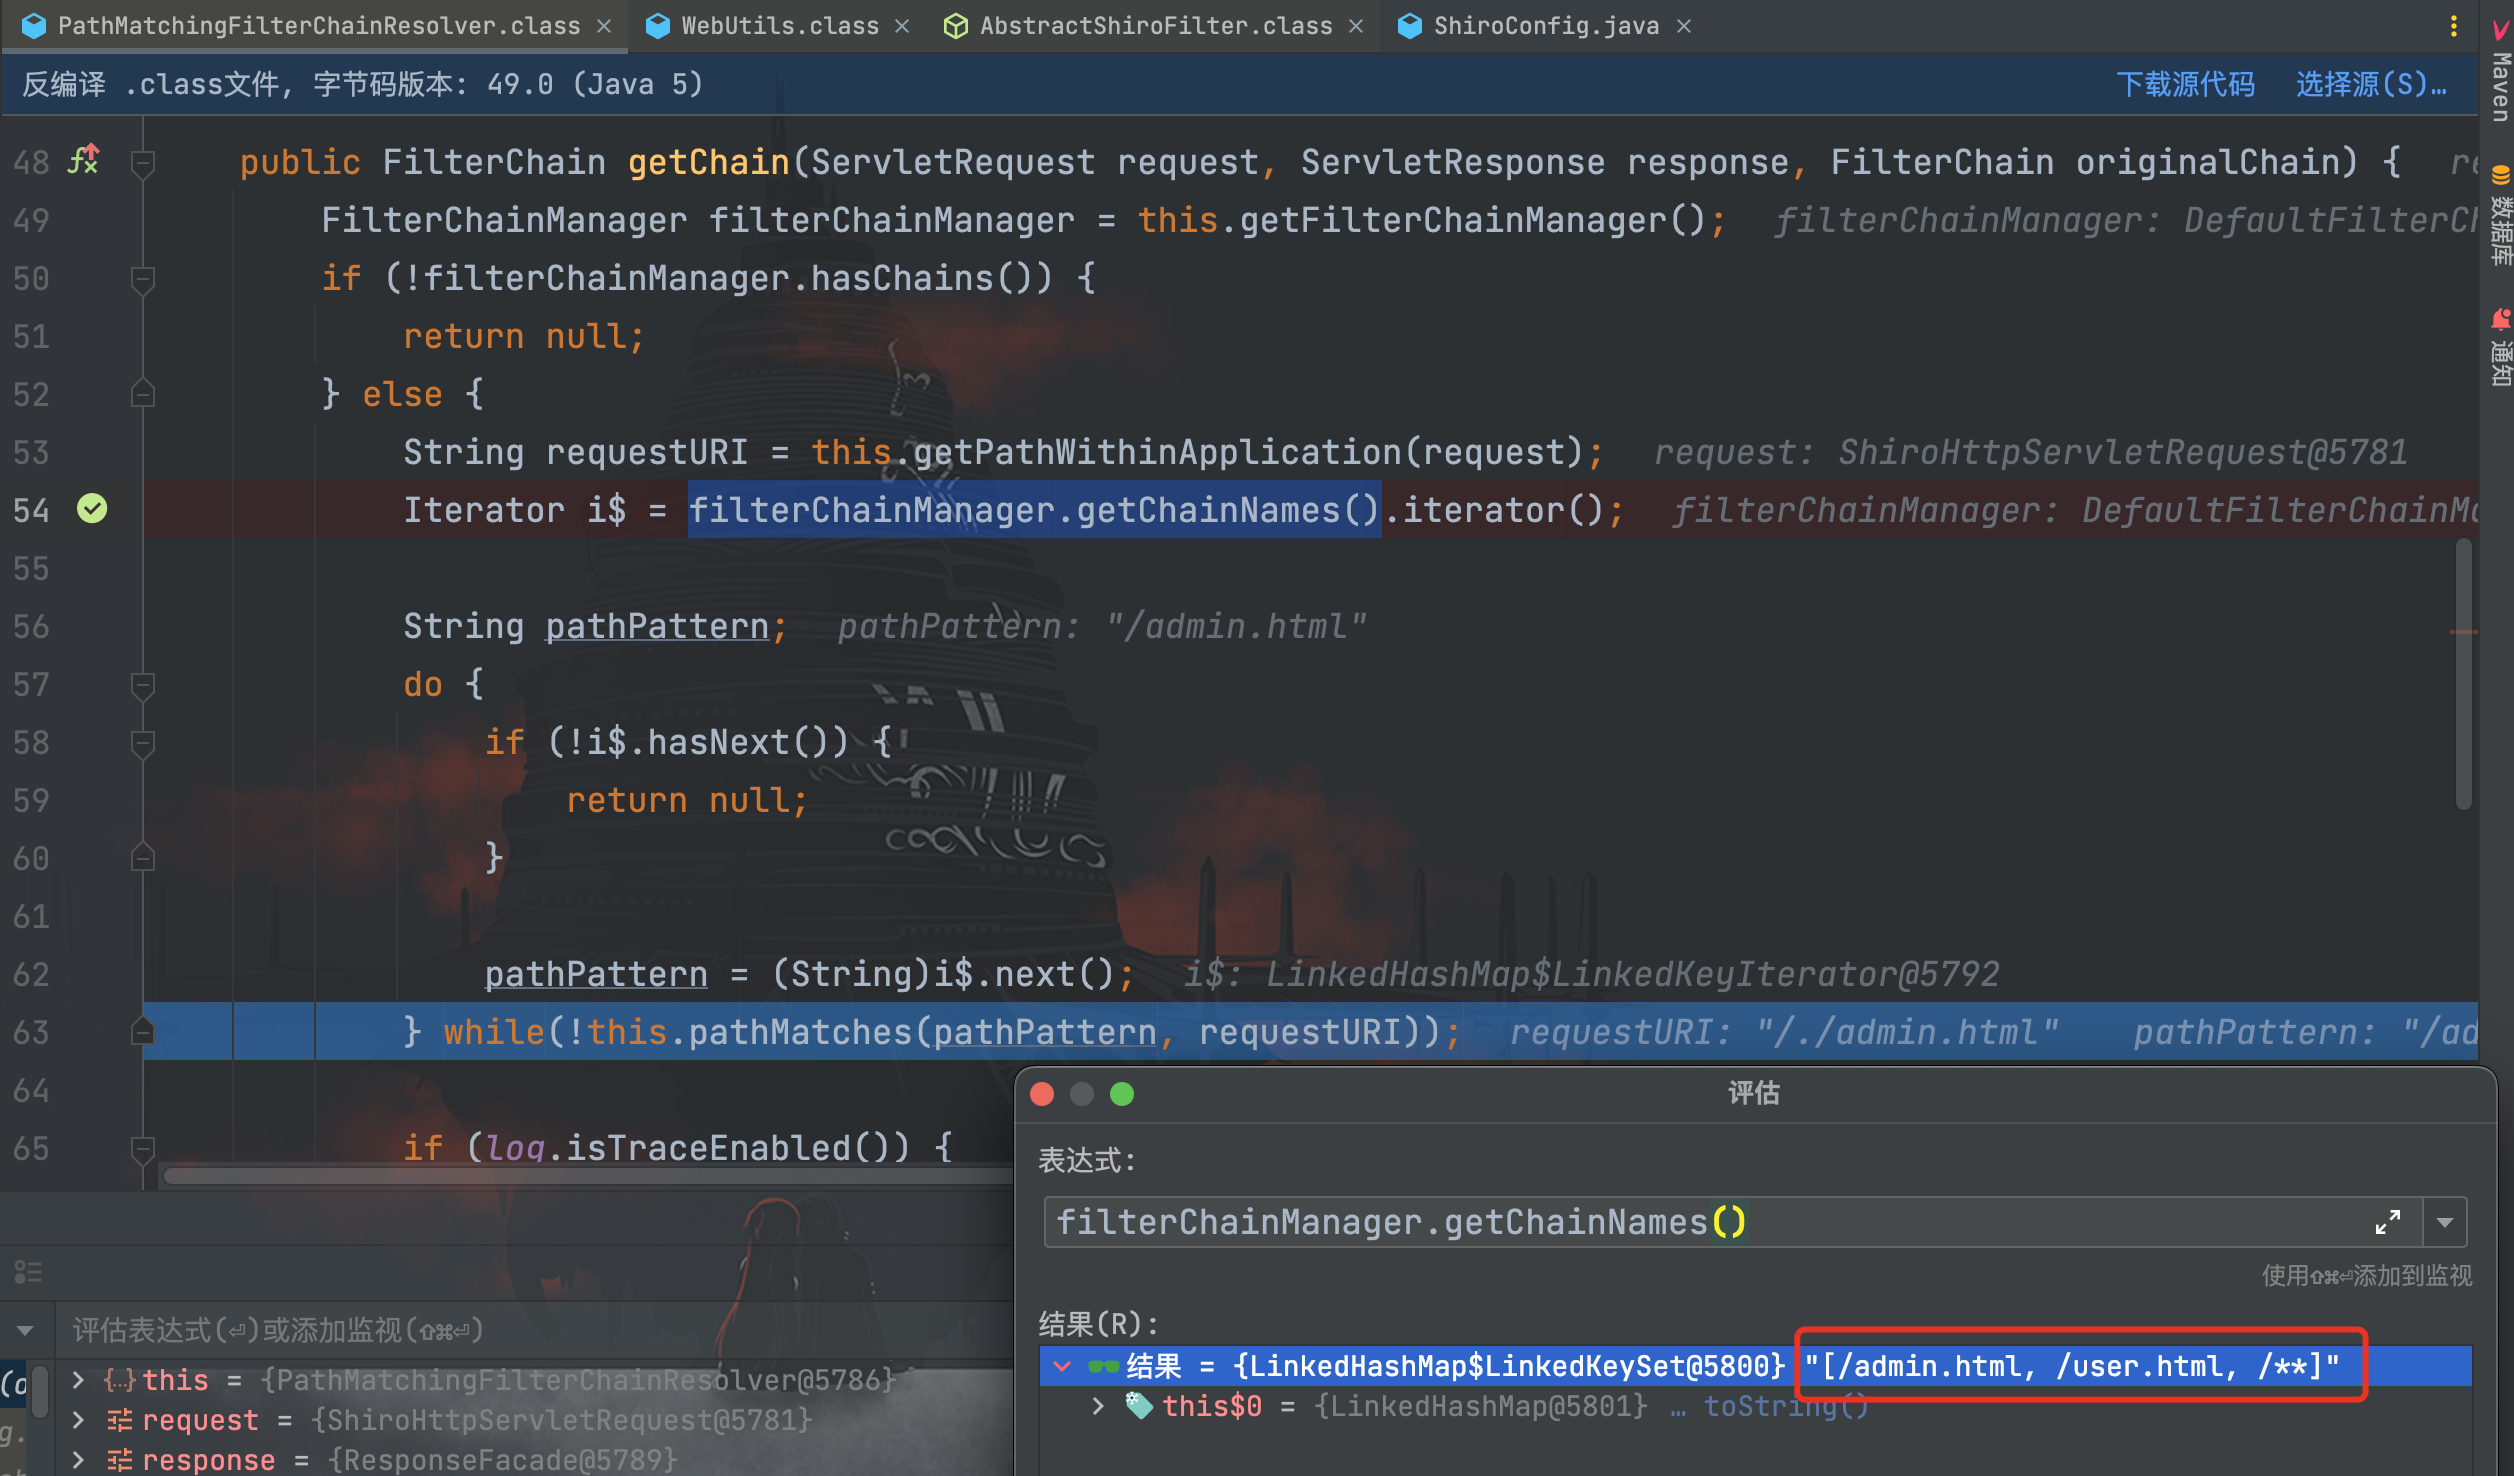 PathMatchingFilterChainResolver.class × WebUtils.class × AbstractShiroFilter.class × ShiroConfig.java ×
反编译 .class文件, 字节码版本: 49.0 (Java 5) 下载源代码 选择源(S)…
48 public FilterChain getChain(ServletRequest request, ServletResponse response, FilterChain originalChain) { re
49 FilterChainManager filterChainManager = this.getFilterChainManager(); filterChainManager: DefaultFilterCh
50 if (!filterChainManager.hasChains()) {
51 return null;
52 } else {
53 String requestURI = this.getPathWithinApplication(request); request: ShiroHttpServletRequest@5781
54 Iterator i$ = filterChainManager.getChainNames().iterator(); filterChainManager: DefaultFilterChainMa
55
56 String pathPattern; pathPattern: "/admin.html"
57 do {
58 if (!i$.hasNext()) {
59 return null;
60 }
61
62 pathPattern = (String)i$.next(); i$: LinkedHashMap$LinkedKeyIterator@5792
63 } while(!this.pathMatches(pathPattern, requestURI)); requestURI: "/./admin.html" pathPattern: "/ad
64
65 if (log.isTraceEnabled()) {
Maven
数据库
通知
评估
表达式:
filterChainManager.getChainNames()
使用⇧⌘⏎添加到监视
结果(R):
结果 = {LinkedHashMap$LinkedKeySet@5800} "[/admin.html, /user.html, /**]"
this$0 = {LinkedHashMap@5801} … toString()
评估表达式(⏎)或添加监视(⇧⌘⏎)
this = {PathMatchingFilterChainResolver@5786}
request = {ShiroHttpServletRequest@5781}
response = {ResponseFacade@5789}